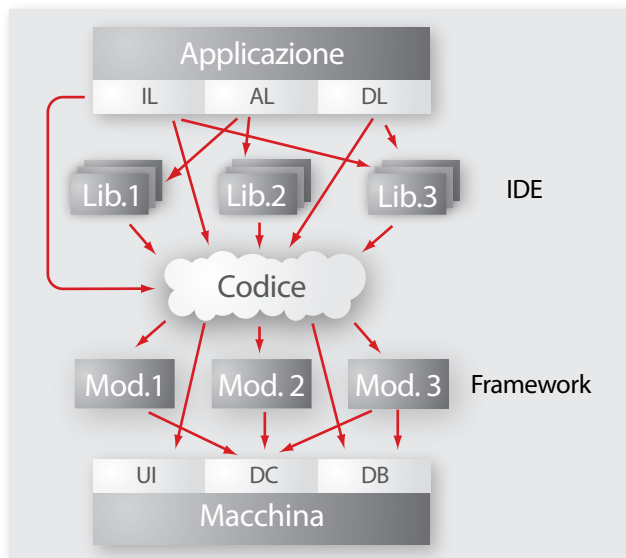 Applicazione
IL AL DL
Lib.1 Lib.2 Lib.3 IDE
Codice
Mod.1 Mod. 2 Mod. 3 Framework
UI DC DB
Macchina